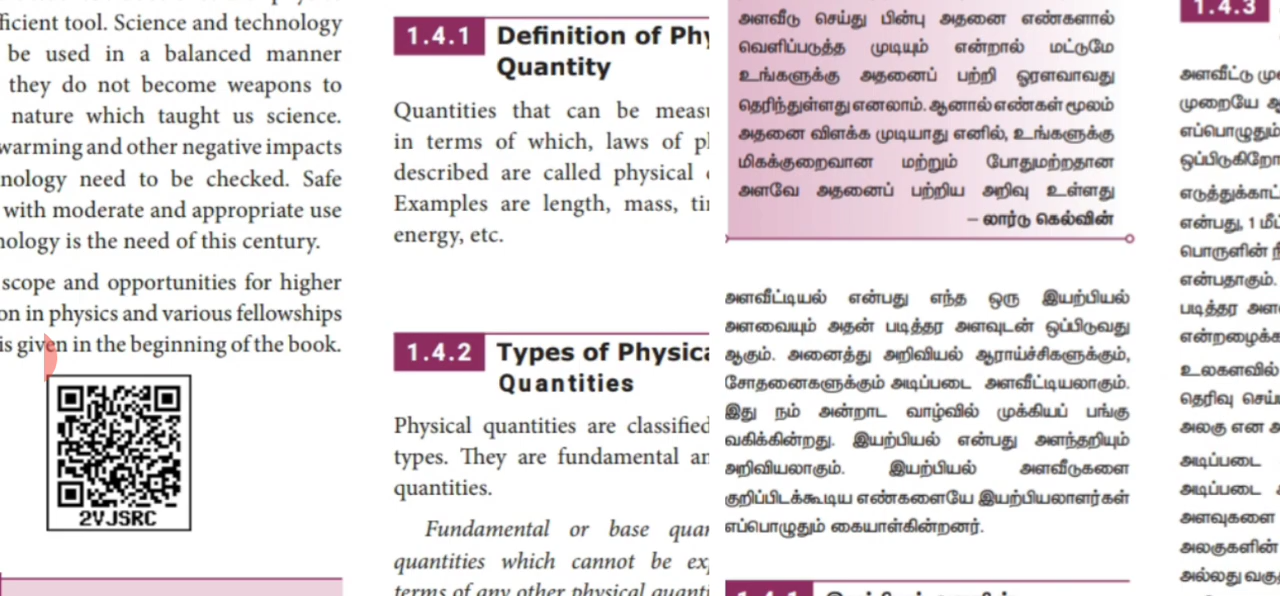 ficient tool. Science and technology
be used in a balanced manner
they do not become weapons to
nature which taught us science.
warming and other negative impacts
nology need to be checked. Safe
with moderate and appropriate use
nology is the need of this century.
scope and opportunities for higher
on in physics and various fellowships
is given in the beginning of the book.
2VJSRC
1.4.1 Definition of Phy
Quantity
Quantities that can be measu
in terms of which, laws of
described are called physical
Examples are length, mass,
energy, etc.
1.4.2 Types of Physica
Quantities
Physical quantities are classified
types. They are fundamental an
quantities.
Fundamental or base quan
quantities which cannot be exp
terms of any other physical quanti
அளவீடு செய்து பின்பு அதனை எண்களால்
வெளிப்படுத்த முடியும் என்றால் மட்டுமே
உங்களுக்கு அதனைப் பற்றி ஓரளவாவது
தெரிந்துள்ளது எனலாம். ஆனால் எண்கள் மூலம்
அதனை விளக்க முடியாது எனில், உங்களுக்கு
மிகக்குறைவான மற்றும் போதுமற்றதான
அளவே அதனைப் பற்றிய அறிவு உள்ளது
– லார்டு கெல்வின்
அளவீட்டியல் என்பது எந்த ஒரு இயற்பியல்
அளவையும் அதன் படித்தர அளவுடன் ஒப்பிடுவது
ஆகும். அனைத்து அறிவியல் ஆராய்ச்சிகளுக்கும்,
சோதனைகளுக்கும் அடிப்படை அளவீட்டியலாகும்.
இது நம் அன்றாட வாழ்வில் முக்கியப் பங்கு
வகிக்கின்றது. இயற்பியல் என்பது அளந்தறியும்
அறிவியலாகும். இயற்பியல் அளவீடுகளை
குறிப்பிடக்கூடிய எண்களையே இயற்பியலாளர்கள்
எப்பொழுதும் கையாள்கின்றனர்.
1.4.3
அளவீட்டு
முறையே
எப்பொழுதும்
ஒப்பிடுகிறோ
எடுத்துக்காட்
என்பது, 1 மீட்
பொருளின்
என்பதாகும்.
படித்தர அள
என்றழைக்க
உலகளவில்
தெரிவு செய்
அலகு என அ
அடிப்படை
அடிப்படை
அளவுகளை
அலகுகளின்
அல்லது வகு